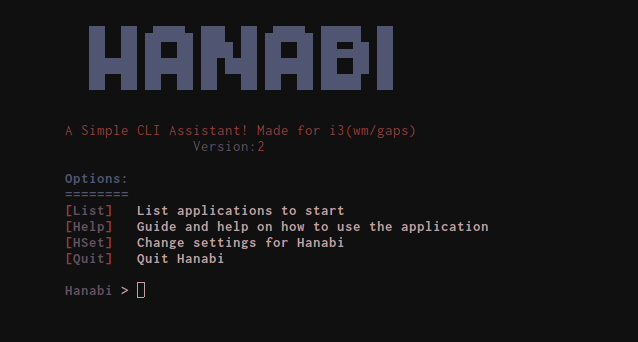 HANABI
A Simple CLI Assistant! Made for i3(wm/gaps)
Version:2
Options:
========
[List]   List applications to start
[Help]   Guide and help on how to use the application
[HSet]   Change settings for Hanabi
[Quit]   Quit Hanabi
Hanabi >